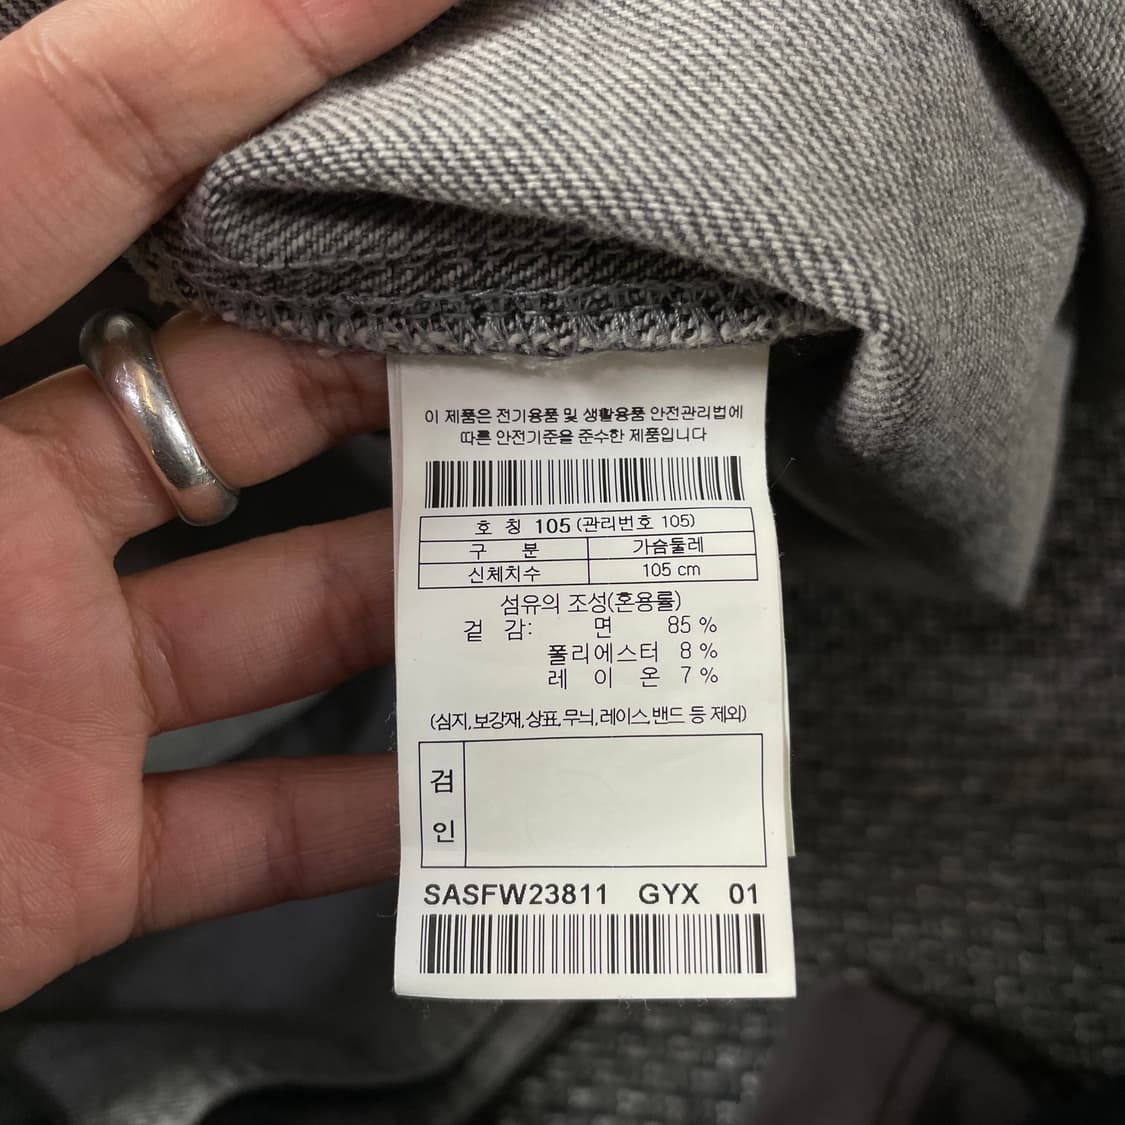 이 제품은 전기용품 및 생활용품 안전관리법에
따른 안전기준을 준수한 제품입니다
호 칭 105 (관리번호 105)
구 분 가슴둘레
신체치수 105 cm
섬유의 조성(혼용률)
겉 감: 면 85 %
폴리에스터 8 %
레 이 온 7 %
(심지,보강재,상표,무늬,레이스,밴드 등 제외)
검
인
SASFW23811 GYX 01